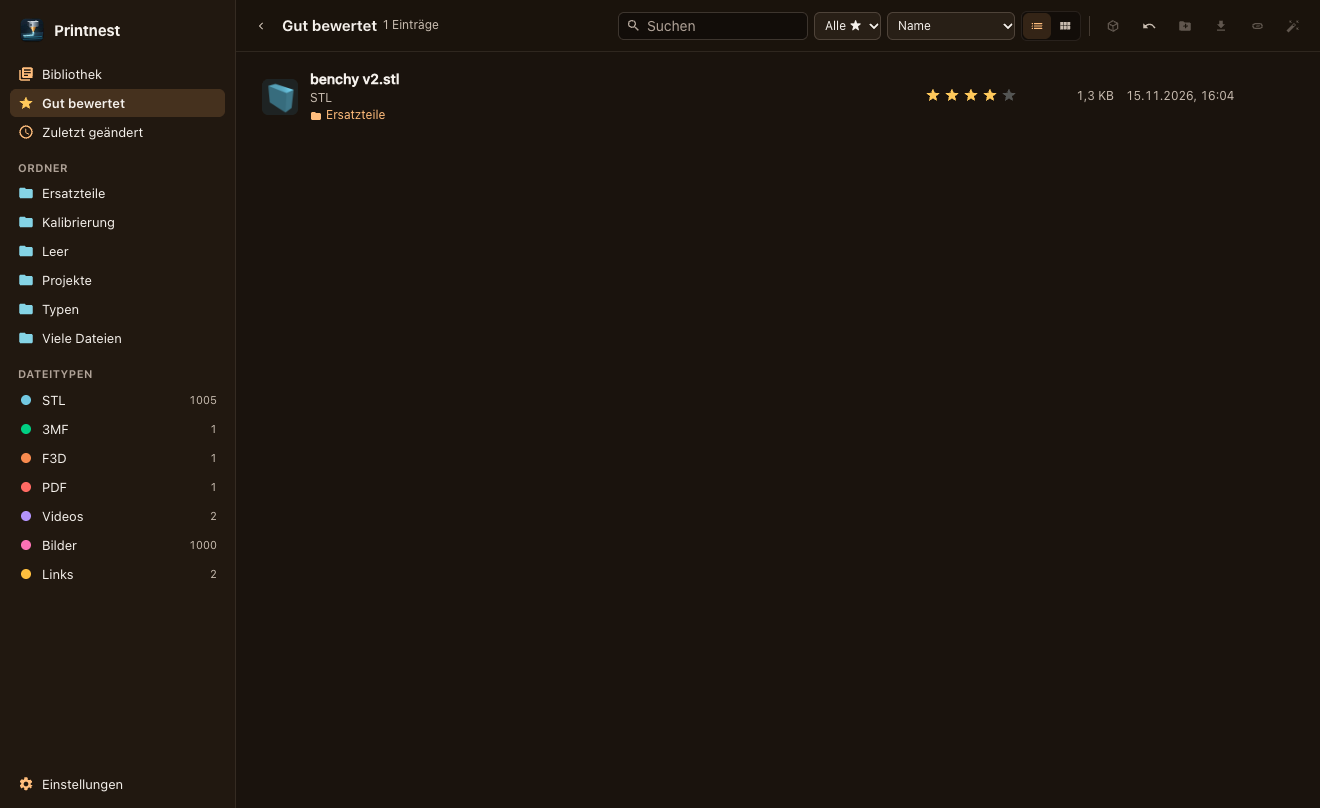 Printnest
Bibliothek
Gut bewertet
Zuletzt geändert
ORDNER
Ersatzteile
Kalibrierung
Leer
Projekte
Typen
Viele Dateien
DATEITYPEN
STL 1005
3MF 1
F3D 1
PDF 1
Videos 2
Bilder 1000
Links 2
Einstellungen
Gut bewertet 1 Einträge
Suchen
Alle ★
Name
benchy v2.stl
STL
Ersatzteile
1,3 KB 15.11.2026, 16:04